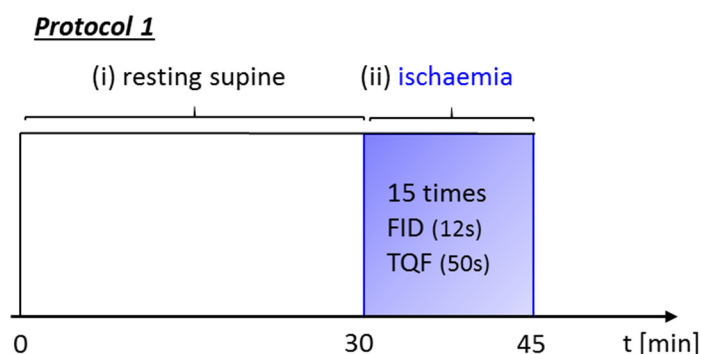 Protocol 1
(i) resting supine (ii) ischaemia
15 times
FID (12s)
TQF (50s)
0 30 45 t [min]